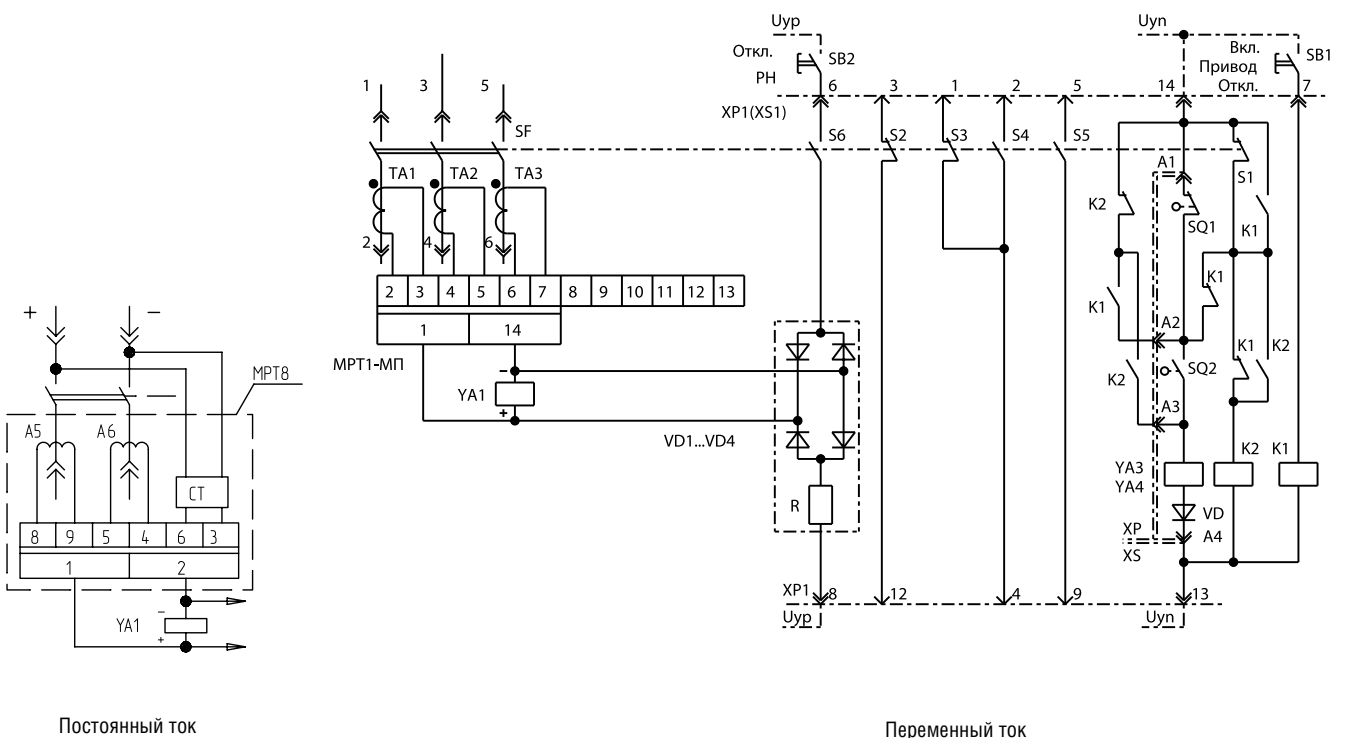 Uyp
Uyn
Откл.
SB2
Вкл.
SB1
РН
Привод
Откл.
1
3
5
6
3
1
2
5
14
7
XP1(XS1)
SF
S6
S2
S3
S4
S5
A1
S1
TA1
TA2
TA3
K2
SQ1
K1
2
4
6
K1
2 3 4 5 6 7 8 9 10 11 12 13
K1
A2
1 14
МРТ1-МП
K1
K2
+
−
−
YA1
+
K2
SQ2
МРТ8
A3
VD1...VD4
A5
A6
YA3
K2
K1
YA4
CT
R
VD
8 9 5 4 6 3
XP
A4
XS
1 2
XP1
8
12
4
9
13
−
YA1
+
Uyp
Uyn
Постоянный ток
Переменный ток